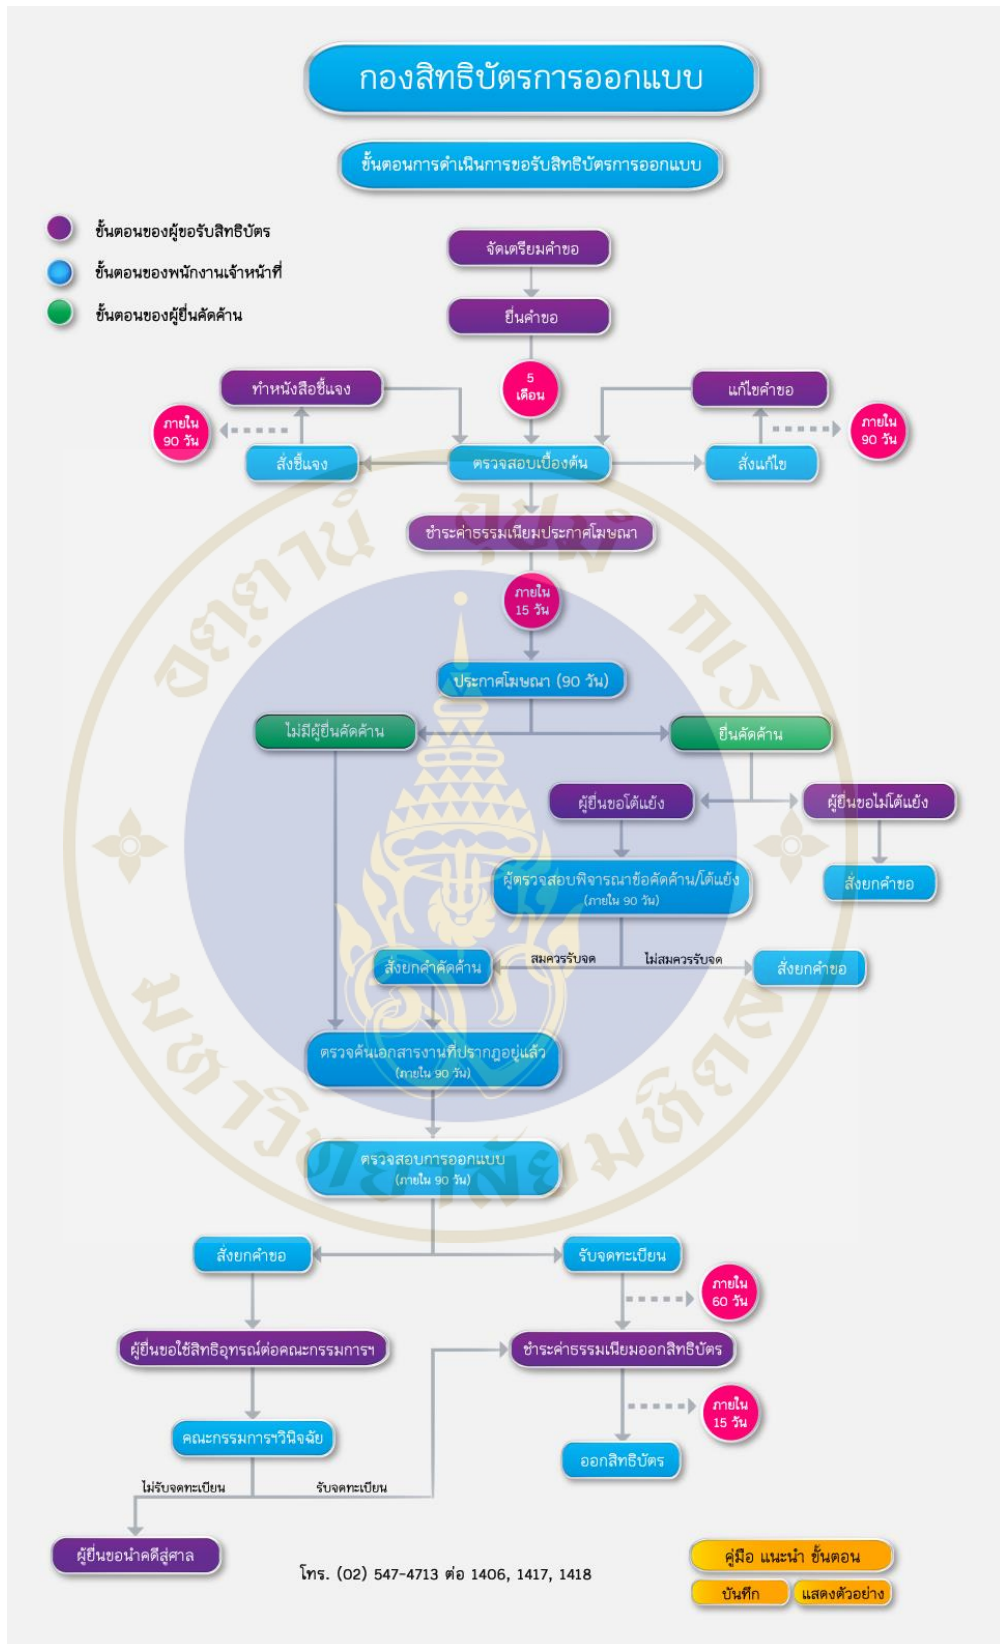 กองสิทธิบัตรการออกแบบ
ขั้นตอนการดำเนินการขอรับสิทธิบัตรการออกแบบ
ขั้นตอนของผู้ขอรับสิทธิบัตร
ขั้นตอนของพนักงานเจ้าหน้าที่
ขั้นตอนของผู้ยื่นคัดค้าน
จัดเตรียมคำขอ
ยื่นคำขอ
5
เดือน
ทำหนังสือชี้แจง
แก้ไขคำขอ
ภายใน
90 วัน
ภายใน
90 วัน
สั่งชี้แจง
ตรวจสอบเบื้องต้น
สั่งแก้ไข
ชำระค่าธรรมเนียมประกาศโฆษณา
ภายใน
15 วัน
ประกาศโฆษณา (90 วัน)
ไม่มีผู้ยื่นคัดค้าน
ยื่นคัดค้าน
ผู้ยื่นขอโต้แย้ง
ผู้ยื่นขอไม่โต้แย้ง
ผู้ตรวจสอบพิจารณาข้อคัดค้าน/โต้แย้ง
(ภายใน 90 วัน)
สั่งยกคำขอ
สมควรรับจด
ไม่สมควรรับจด
สั่งยกคำคัดค้าน
สั่งยกคำขอ
ตรวจค้นเอกสารงานที่ปรากฎอยู่แล้ว
(ภายใน 90 วัน)
ตรวจสอบการออกแบบ
(ภายใน 90 วัน)
สั่งยกคำขอ
รับจดทะเบียน
ภายใน
60 วัน
ผู้ยื่นขอใช้สิทธิอุทรณ์ต่อคณะกรรมการฯ
ชำระค่าธรรมเนียมออกสิทธิบัตร
ภายใน
15 วัน
คณะกรรมการฯวินิจฉัย
ออกสิทธิบัตร
ไม่รับจดทะเบียน
รับจดทะเบียน
ผู้ยื่นขอนำคดีสู่ศาล
โทร. (02) 547-4713 ต่อ 1406, 1417, 1418
คู่มือ แนะนำ ขั้นตอน
บันทึก
แสดงตัวอย่าง
อตฺตานํ อุปมํ กเร
มหาวิทยาลัยมหิดล